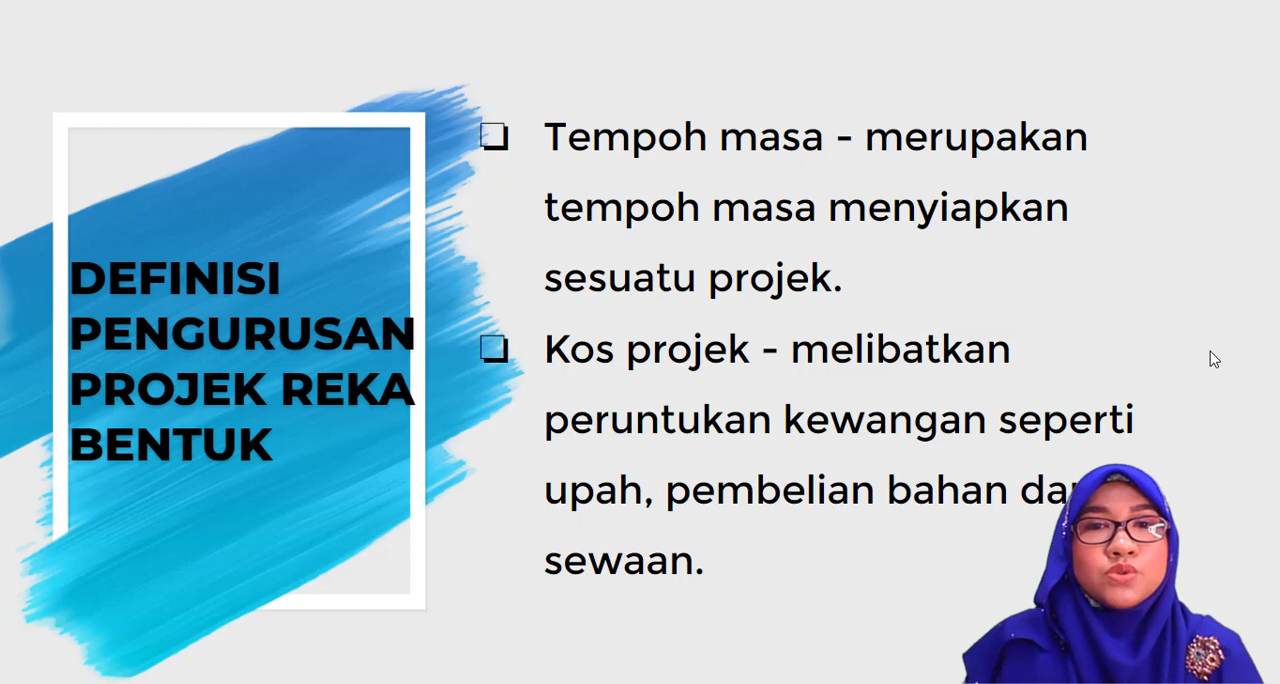 DEFINISI
PENGURUSAN
PROJEK REKA
BENTUK
Tempoh masa - merupakan
tempoh masa menyiapkan
sesuatu projek.
Kos projek - melibatkan
peruntukan kewangan seperti
upah, pembelian bahan dan
sewaan.